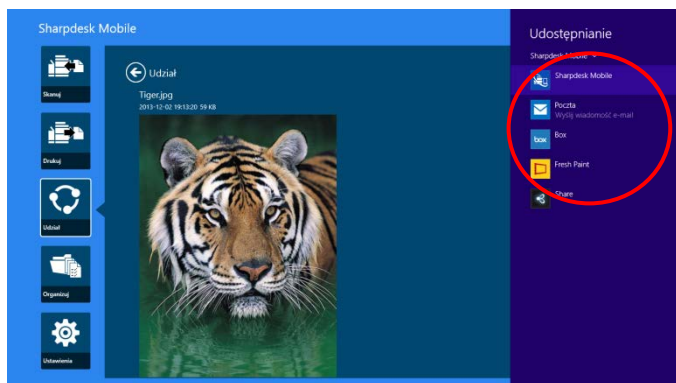 Sharpdesk Mobile
Skanuj
Drukuj
Udział
Organizuj
Ustawienia
Udział
Tiger.jpg
2013-12-02 19:13:20 59 KB
Udostępnianie
Sharpdesk Mobile
Sharpdesk Mobile
Poczta
Wyślij wiadomość e-mail
box
Box
Fresh Paint
Share